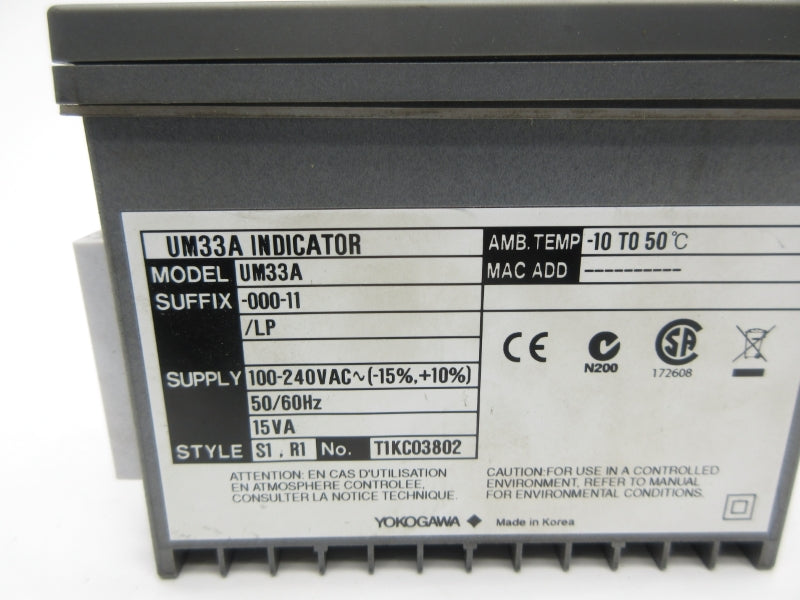 UM33A INDICATOR
MODEL UM33A
SUFFIX -000-11
/LP
SUPPLY 100-240VAC~(-15%,+10%)
50/60Hz
15VA
STYLE S1 , R1 No. T1KC03802
AMB. TEMP -10 TO 50°C
MAC ADD ----------
CE
N200
SA
172608
ATTENTION: EN CAS D'UTILISATION
EN ATMOSPHERE CONTROLEE,
CONSULTER LA NOTICE TECHNIQUE.
CAUTION:FOR USE IN A CONTROLLED
ENVIRONMENT, REFER TO MANUAL
FOR ENVIRONMENTAL CONDITIONS.
YOKOGAWA ◆ Made in Korea